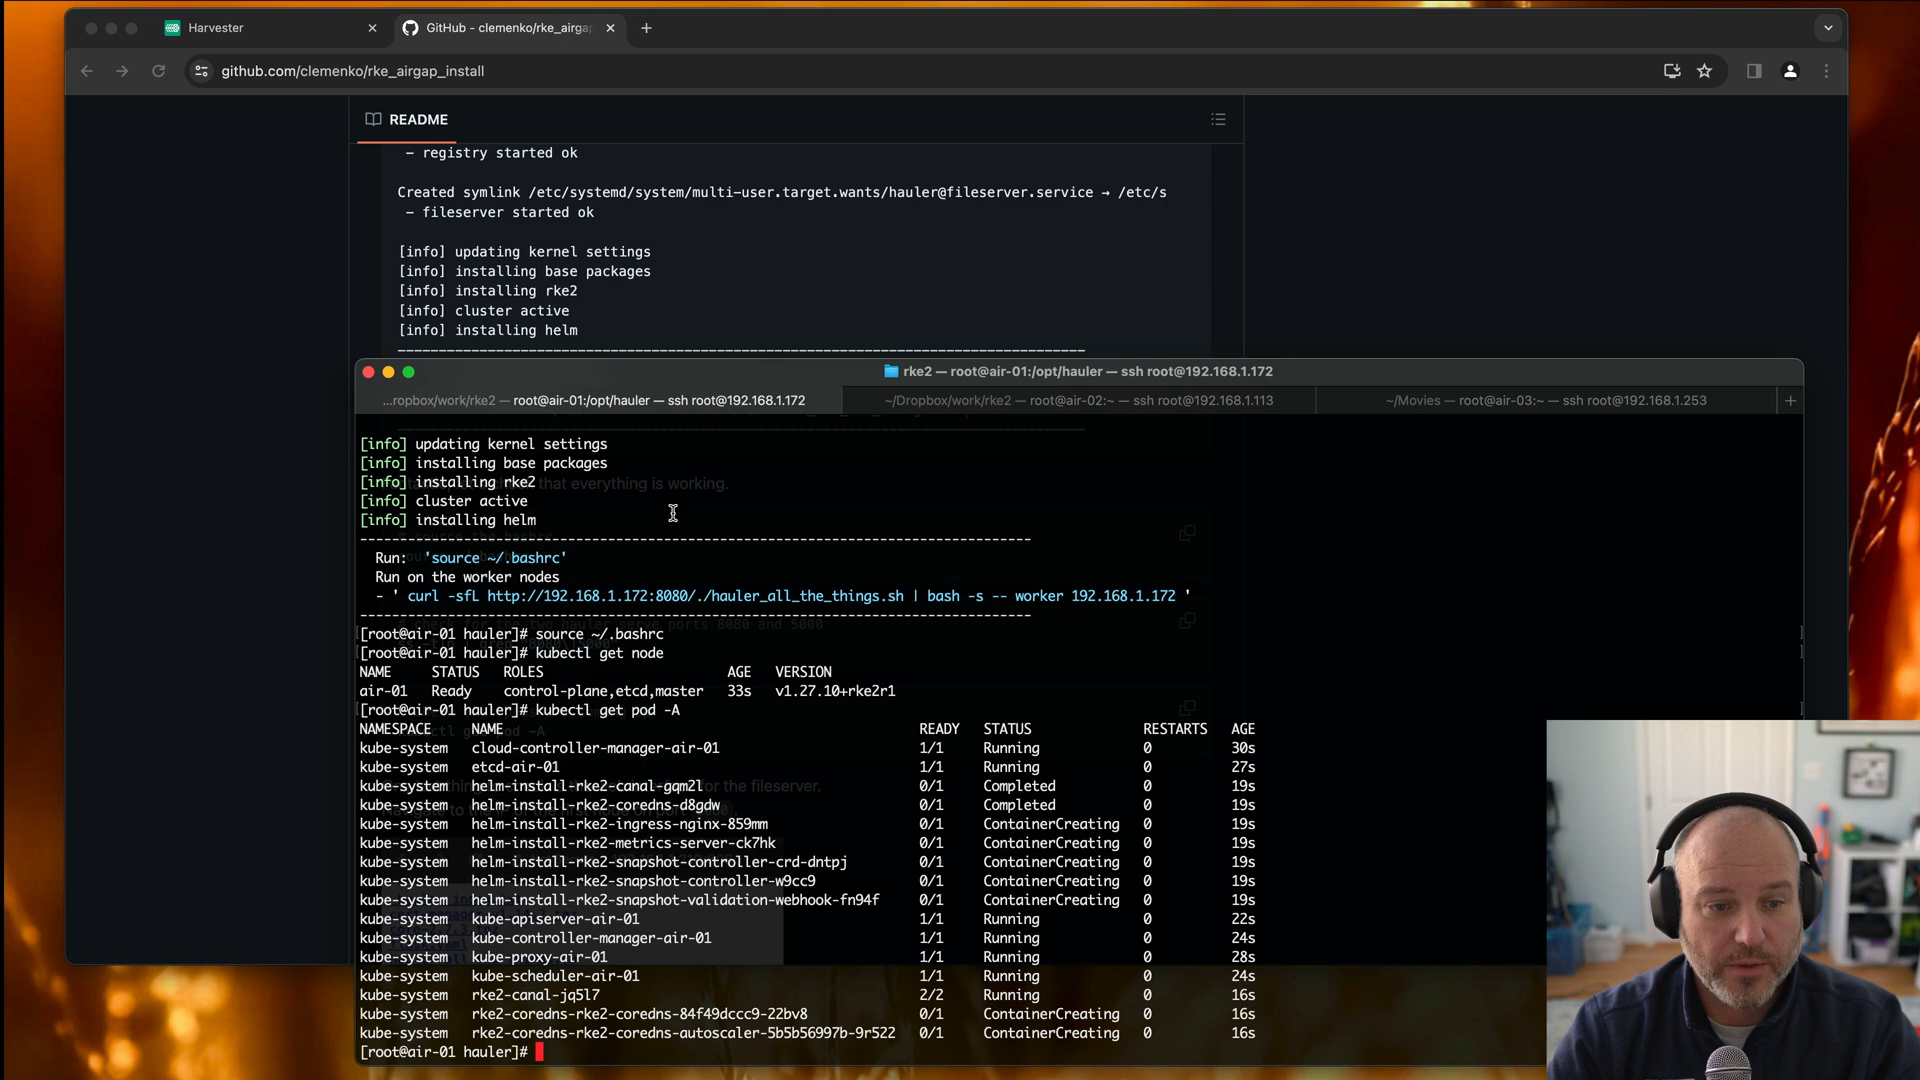 Harvester
GitHub - clemenko/rke_airga
github.com/clemenko/rke_airgap_install
README
- registry started ok
Created symlink /etc/systemd/system/multi-user.target.wants/hauler@fileserver.service → /etc/s
- fileserver started ok
[info] updating kernel settings
[info] installing base packages
[info] installing rke2
[info] cluster active
[info] installing helm
rke2 — root@air-01:/opt/hauler — ssh root@192.168.1.172
...ropbox/work/rke2 — root@air-01:/opt/hauler — ssh root@192.168.1.172
~/Dropbox/work/rke2 — root@air-02:~ — ssh root@192.168.1.113
~/Movies — root@air-03:~ — ssh root@192.168.1.253
[info] updating kernel settings
[info] installing base packages
[info] installing rke2
that everything is working.
[info] cluster active
[info] installing helm
------------------------------------------------------------------------------------
Run: 'source ~/.bashrc'
Run on the worker nodes
- ' curl -sfL http://192.168.1.172:8080/./hauler_all_the_things.sh | bash -s -- worker 192.168.1.172 '
------------------------------------------------------------------------------------
# check for the two hauler serve ports 8080 and 5000
[root@air-01 hauler]# source ~/.bashrc
[root@air-01 hauler]# kubectl get node
NAME STATUS ROLES AGE VERSION
air-01 Ready control-plane,etcd,master 33s v1.27.10+rke2r1
[root@air-01 hauler]# kubectl get pod -A
NAMESPACE NAME READY STATUS RESTARTS AGE
kube-system cloud-controller-manager-air-01 1/1 Running 0 30s
kube-system etcd-air-01 1/1 Running 0 27s
kube-system helm-install-rke2-canal-gqm2l 0/1 Completed 0 19s
for the fileserver.
kube-system helm-install-rke2-coredns-d8gdw 0/1 Completed 0 19s
kube-system helm-install-rke2-ingress-nginx-859mm 0/1 ContainerCreating 0 19s
kube-system helm-install-rke2-metrics-server-ck7hk 0/1 ContainerCreating 0 19s
kube-system helm-install-rke2-snapshot-controller-crd-dntpj 0/1 ContainerCreating 0 19s
kube-system helm-install-rke2-snapshot-controller-w9cc9 0/1 ContainerCreating 0 19s
kube-system helm-install-rke2-snapshot-validation-webhook-fn94f 0/1 ContainerCreating 0 19s
kube-system kube-apiserver-air-01 1/1 Running 0 22s
kube-system kube-controller-manager-air-01 1/1 Running 0 24s
kube-system kube-proxy-air-01 1/1 Running 0 28s
kube-system kube-scheduler-air-01 1/1 Running 0 24s
kube-system rke2-canal-jq5l7 2/2 Running 0 16s
kube-system rke2-coredns-rke2-coredns-84f49dccc9-22bv8 0/1 ContainerCreating 0 16s
kube-system rke2-coredns-rke2-coredns-autoscaler-5b5b56997b-9r522 0/1 ContainerCreating 0 16s
[root@air-01 hauler]#